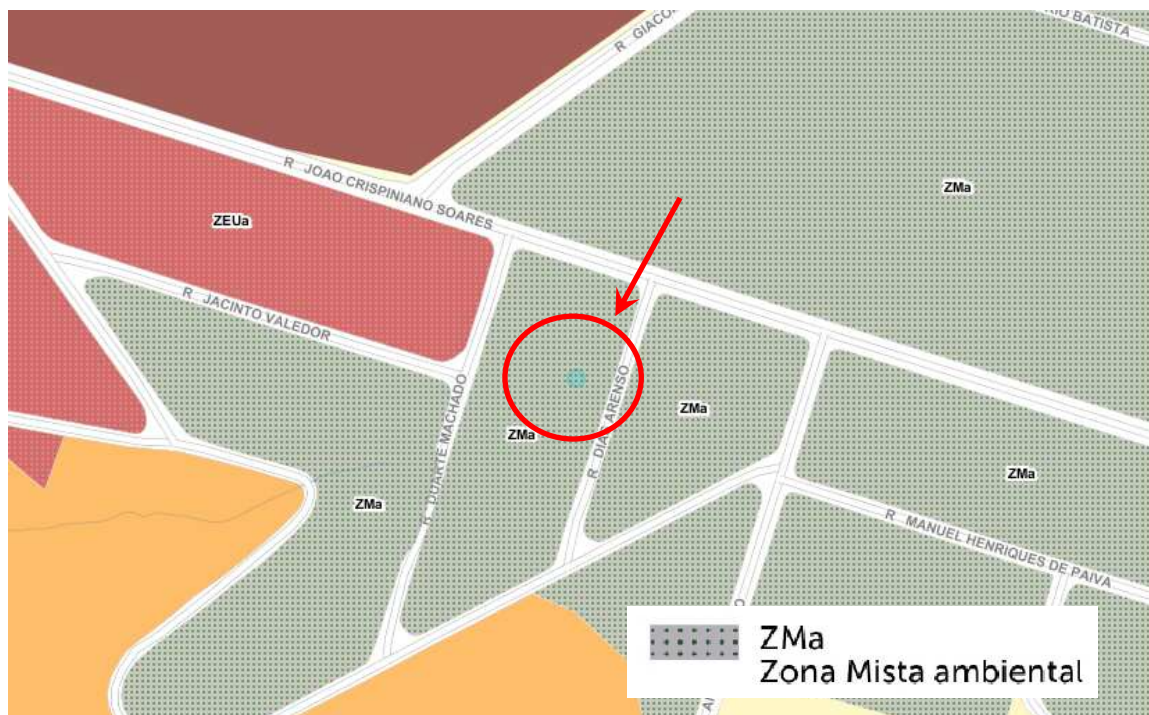 R GIACO
RIO BATISTA
R JOAO CRISPINIANO SOARES
ZMa
ZEUa
R JACINTO VALEDOR
R DUARTE MACHADO
R DIAS ARENSO
ZMa
ZMa
ZMa
ZMa
R MANUEL HENRIQUES DE PAIVA
ZMa
Zona Mista ambiental